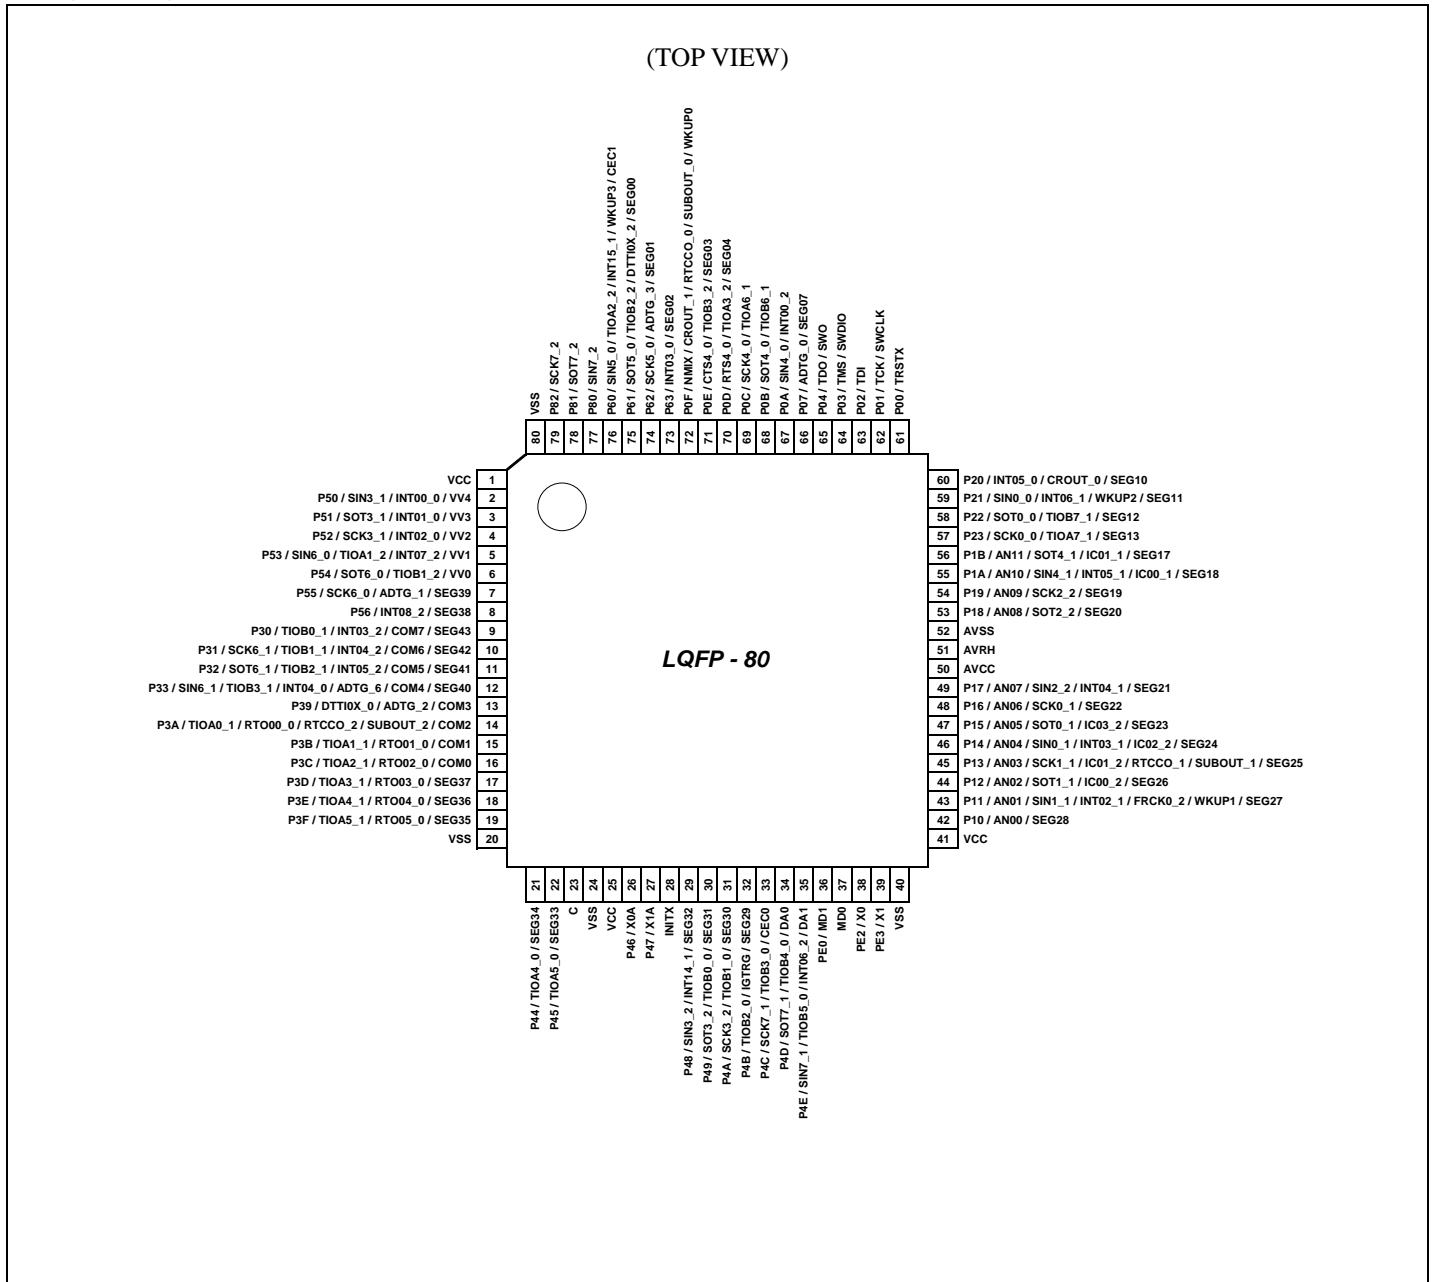 (TOP VIEW)
VSS
P82 / SCK7_2
P81 / SOT7_2
P80 / SIN7_2
P60 / SIN5_0 / TIOA2_2 / INT15_1 / WKUP3 / CEC1
P61 / SOT5_0 / TIOB2_2 / DTTI0X_2 / SEG00
P62 / SCK5_0 / ADTG_3 / SEG01
P63 / INT03_0 / SEG02
P0F / NMIX / CROUT_1 / RTCCO_0 / SUBOUT_0 / WKUP0
P0E / CTS4_0 / TIOB3_2 / SEG03
P0D / RTS4_0 / TIOA3_2 / SEG04
P0C / SCK4_0 / TIOA6_1
P0B / SOT4_0 / TIOB6_1
P0A / SIN4_0 / INT00_2
P07 / ADTG_0 / SEG07
P04 / TDO / SWO
P03 / TMS / SWDIO
P02 / TDI
P01 / TCK / SWCLK
P00 / TRSTX
80 79 78 77 76 75 74 73 72 71 70 69 68 67 66 65 64 63 62 61
VCC 1
P50 / SIN3_1 / INT00_0 / VV4 2
P51 / SOT3_1 / INT01_0 / VV3 3
P52 / SCK3_1 / INT02_0 / VV2 4
P53 / SIN6_0 / TIOA1_2 / INT07_2 / VV1 5
P54 / SOT6_0 / TIOB1_2 / VV0 6
P55 / SCK6_0 / ADTG_1 / SEG39 7
P56 / INT08_2 / SEG38 8
P30 / TIOB0_1 / INT03_2 / COM7 / SEG43 9
P31 / SCK6_1 / TIOB1_1 / INT04_2 / COM6 / SEG42 10
P32 / SOT6_1 / TIOB2_1 / INT05_2 / COM5 / SEG41 11
P33 / SIN6_1 / TIOB3_1 / INT04_0 / ADTG_6 / COM4 / SEG40 12
P39 / DTTI0X_0 / ADTG_2 / COM3 13
P3A / TIOA0_1 / RTO00_0 / RTCCO_2 / SUBOUT_2 / COM2 14
P3B / TIOA1_1 / RTO01_0 / COM1 15
P3C / TIOA2_1 / RTO02_0 / COM0 16
P3D / TIOA3_1 / RTO03_0 / SEG37 17
P3E / TIOA4_1 / RTO04_0 / SEG36 18
P3F / TIOA5_1 / RTO05_0 / SEG35 19
VSS 20
LQFP - 80
60 P20 / INT05_0 / CROUT_0 / SEG10
59 P21 / SIN0_0 / INT06_1 / WKUP2 / SEG11
58 P22 / SOT0_0 / TIOB7_1 / SEG12
57 P23 / SCK0_0 / TIOA7_1 / SEG13
56 P1B / AN11 / SOT4_1 / IC01_1 / SEG17
55 P1A / AN10 / SIN4_1 / INT05_1 / IC00_1 / SEG18
54 P19 / AN09 / SCK2_2 / SEG19
53 P18 / AN08 / SOT2_2 / SEG20
52 AVSS
51 AVRH
50 AVCC
49 P17 / AN07 / SIN2_2 / INT04_1 / SEG21
48 P16 / AN06 / SCK0_1 / SEG22
47 P15 / AN05 / SOT0_1 / IC03_2 / SEG23
46 P14 / AN04 / SIN0_1 / INT03_1 / IC02_2 / SEG24
45 P13 / AN03 / SCK1_1 / IC01_2 / RTCCO_1 / SUBOUT_1 / SEG25
44 P12 / AN02 / SOT1_1 / IC00_2 / SEG26
43 P11 / AN01 / SIN1_1 / INT02_1 / FRCK0_2 / WKUP1 / SEG27
42 P10 / AN00 / SEG28
41 VCC
21 22 23 24 25 26 27 28 29 30 31 32 33 34 35 36 37 38 39 40
P44 / TIOA4_0 / SEG34
P45 / TIOA5_0 / SEG33
C
VSS
VCC
P46 / X0A
P47 / X1A
INITX
P48 / SIN3_2 / INT14_1 / SEG32
P49 / SOT3_2 / TIOB0_0 / SEG31
P4A / SCK3_2 / TIOB1_0 / SEG30
P4B / TIOB2_0 / IGTRG / SEG29
P4C / SCK7_1 / TIOB3_0 / CEC0
P4D / SOT7_1 / TIOB4_0 / DA0
P4E / SIN7_1 / TIOB5_0 / INT06_2 / DA1
PE0 / MD1
MD0
PE2 / X0
PE3 / X1
VSS